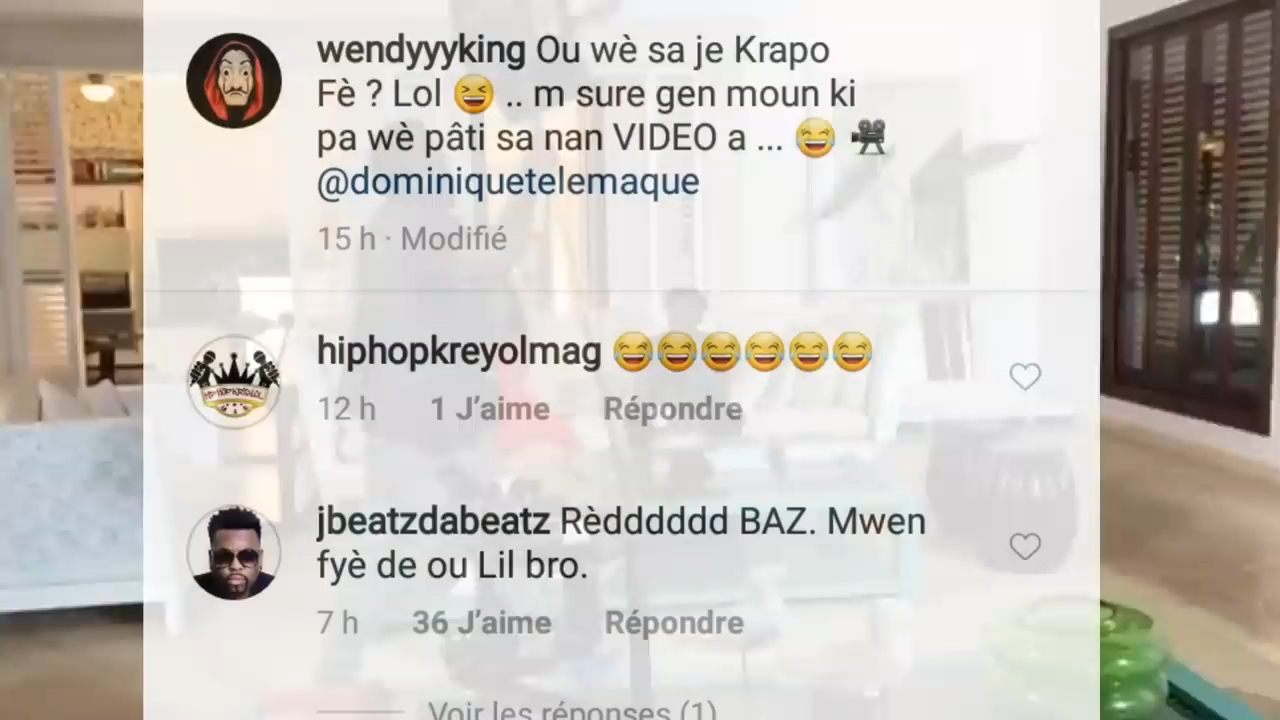 wendyyyking Ou wè sa je Krapo
Fè ? Lol 😆 .. m sure gen moun ki
pa wè pâti sa nan VIDEO a ... 😂 🎥
@dominiquetelemaque
15 h · Modifié
hiphopkreyolmag 😂😂😂😂😂😂
12 h 1 J’aime Répondre
jbeatzdabeatz Rèdddddd BAZ. Mwen
fyè de ou Lil bro.
7 h 36 J’aime Répondre
Voir les réponses (1)